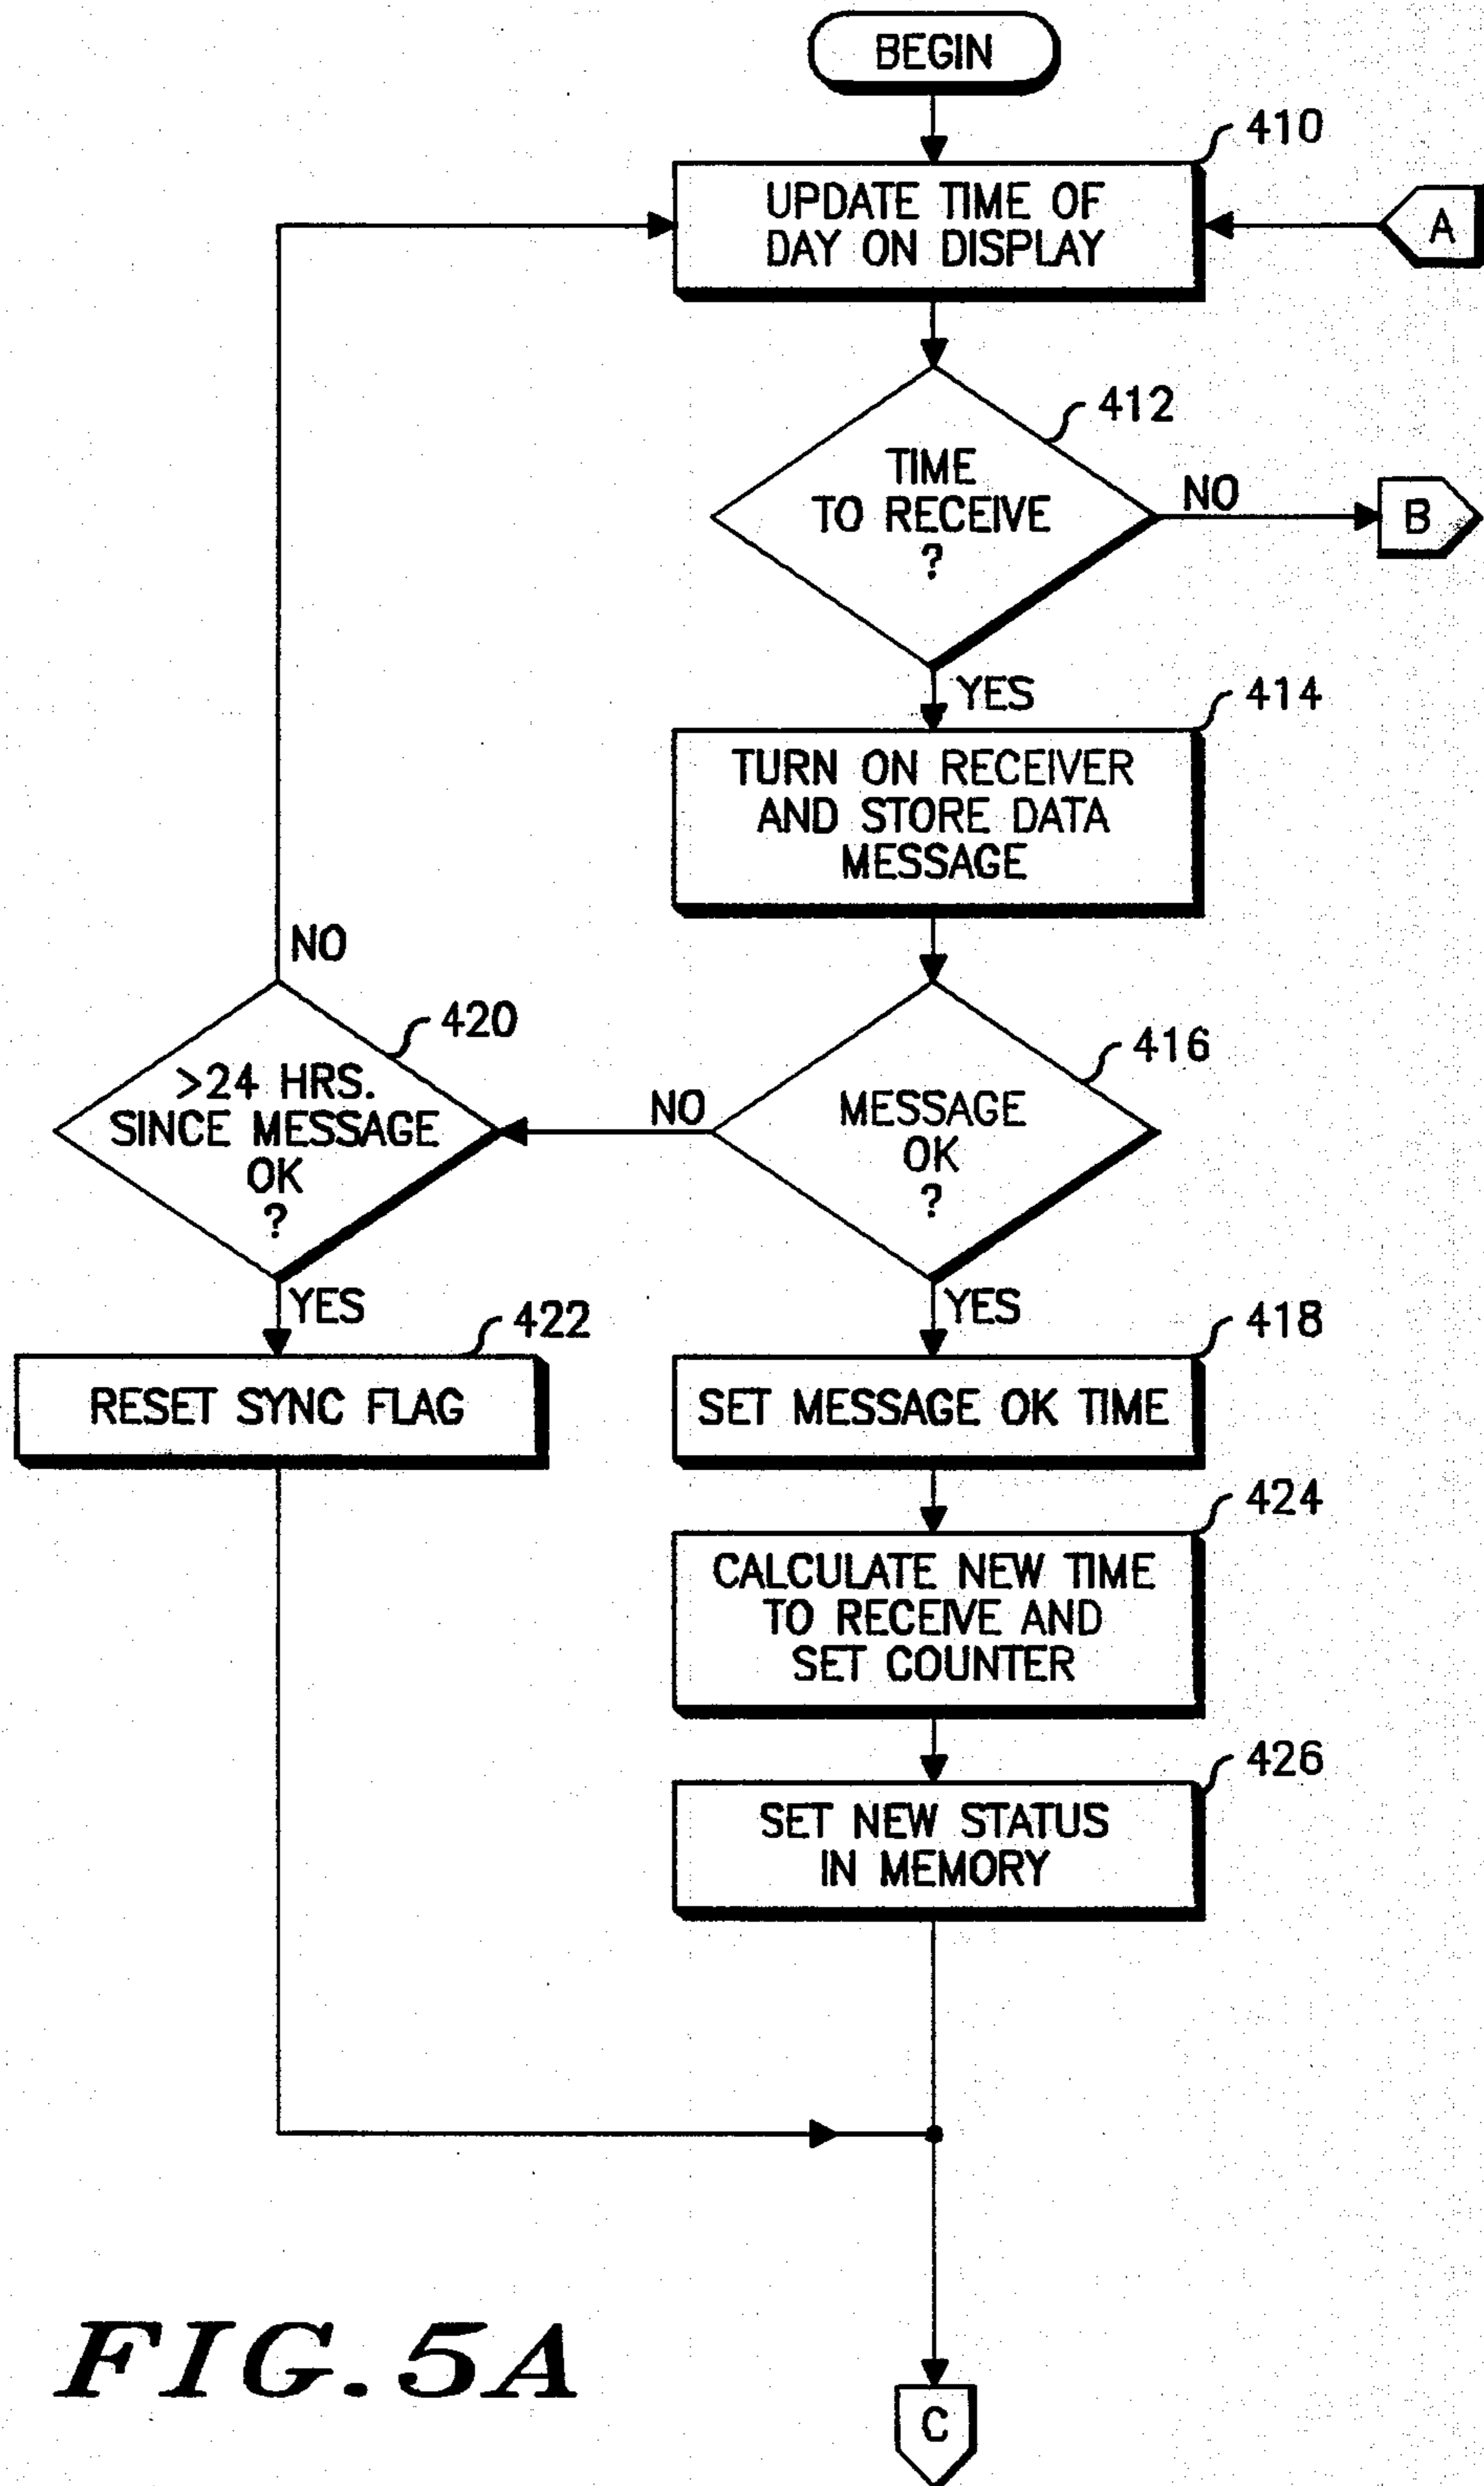 BEGIN
410
UPDATE TIME OF
DAY ON DISPLAY
A
412
TIME
TO RECEIVE
?
NO
B
YES
414
TURN ON RECEIVER
AND STORE DATA
MESSAGE
NO
420
>24 HRS.
SINCE MESSAGE
OK
?
NO
416
MESSAGE
OK
?
YES
422
RESET SYNC FLAG
YES
418
SET MESSAGE OK TIME
424
CALCULATE NEW TIME
TO RECEIVE AND
SET COUNTER
426
SET NEW STATUS
IN MEMORY
FIG. 5A
C